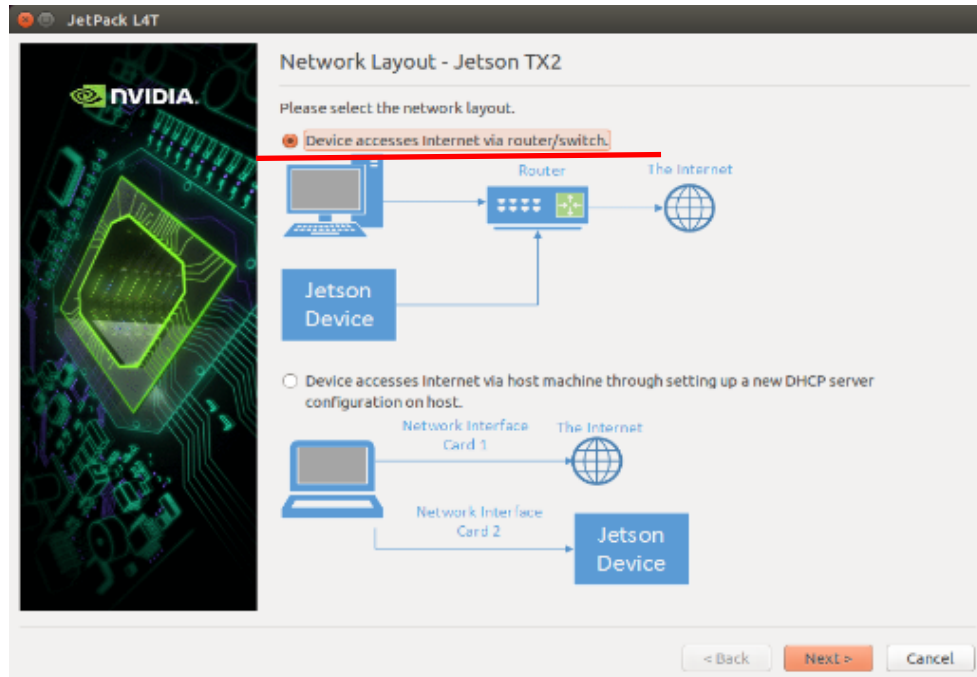 JetPack L4T
NVIDIA.
Network Layout - Jetson TX2
Please select the network layout.
Device accesses Internet via router/switch.
Router
The Internet
Jetson
Device
Device accesses Internet via host machine through setting up a new DHCP server
configuration on host.
Network Interface
Card 1
The Internet
Network Interface
Card 2
Jetson
Device
< Back
Next >
Cancel